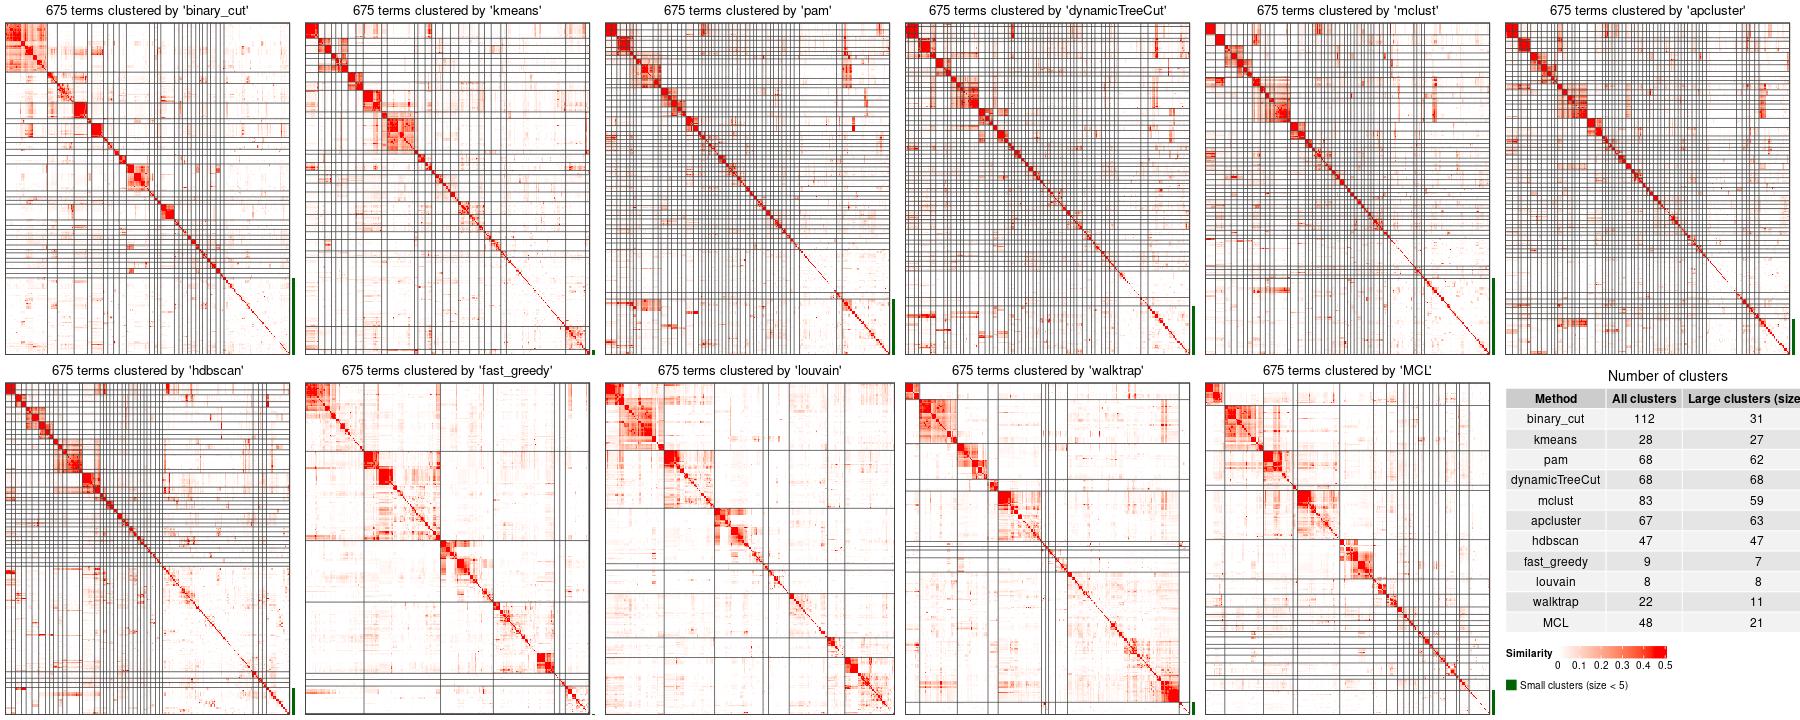 675 terms clustered by 'binary_cut'
675 terms clustered by 'kmeans'
675 terms clustered by 'pam'
675 terms clustered by 'dynamicTreeCut'
675 terms clustered by 'mclust'
675 terms clustered by 'apcluster'
675 terms clustered by 'hdbscan'
675 terms clustered by 'fast_greedy'
675 terms clustered by 'louvain'
675 terms clustered by 'walktrap'
675 terms clustered by 'MCL'
Number of clusters
Method All clusters Large clusters (size
binary_cut 112 31
kmeans 28 27
pam 68 62
dynamicTreeCut 68 68
mclust 83 59
apcluster 67 63
hdbscan 47 47
fast_greedy 9 7
louvain 8 8
walktrap 22 11
MCL 48 21
Similarity
0 0.1 0.2 0.3 0.4 0.5
Small clusters (size < 5)